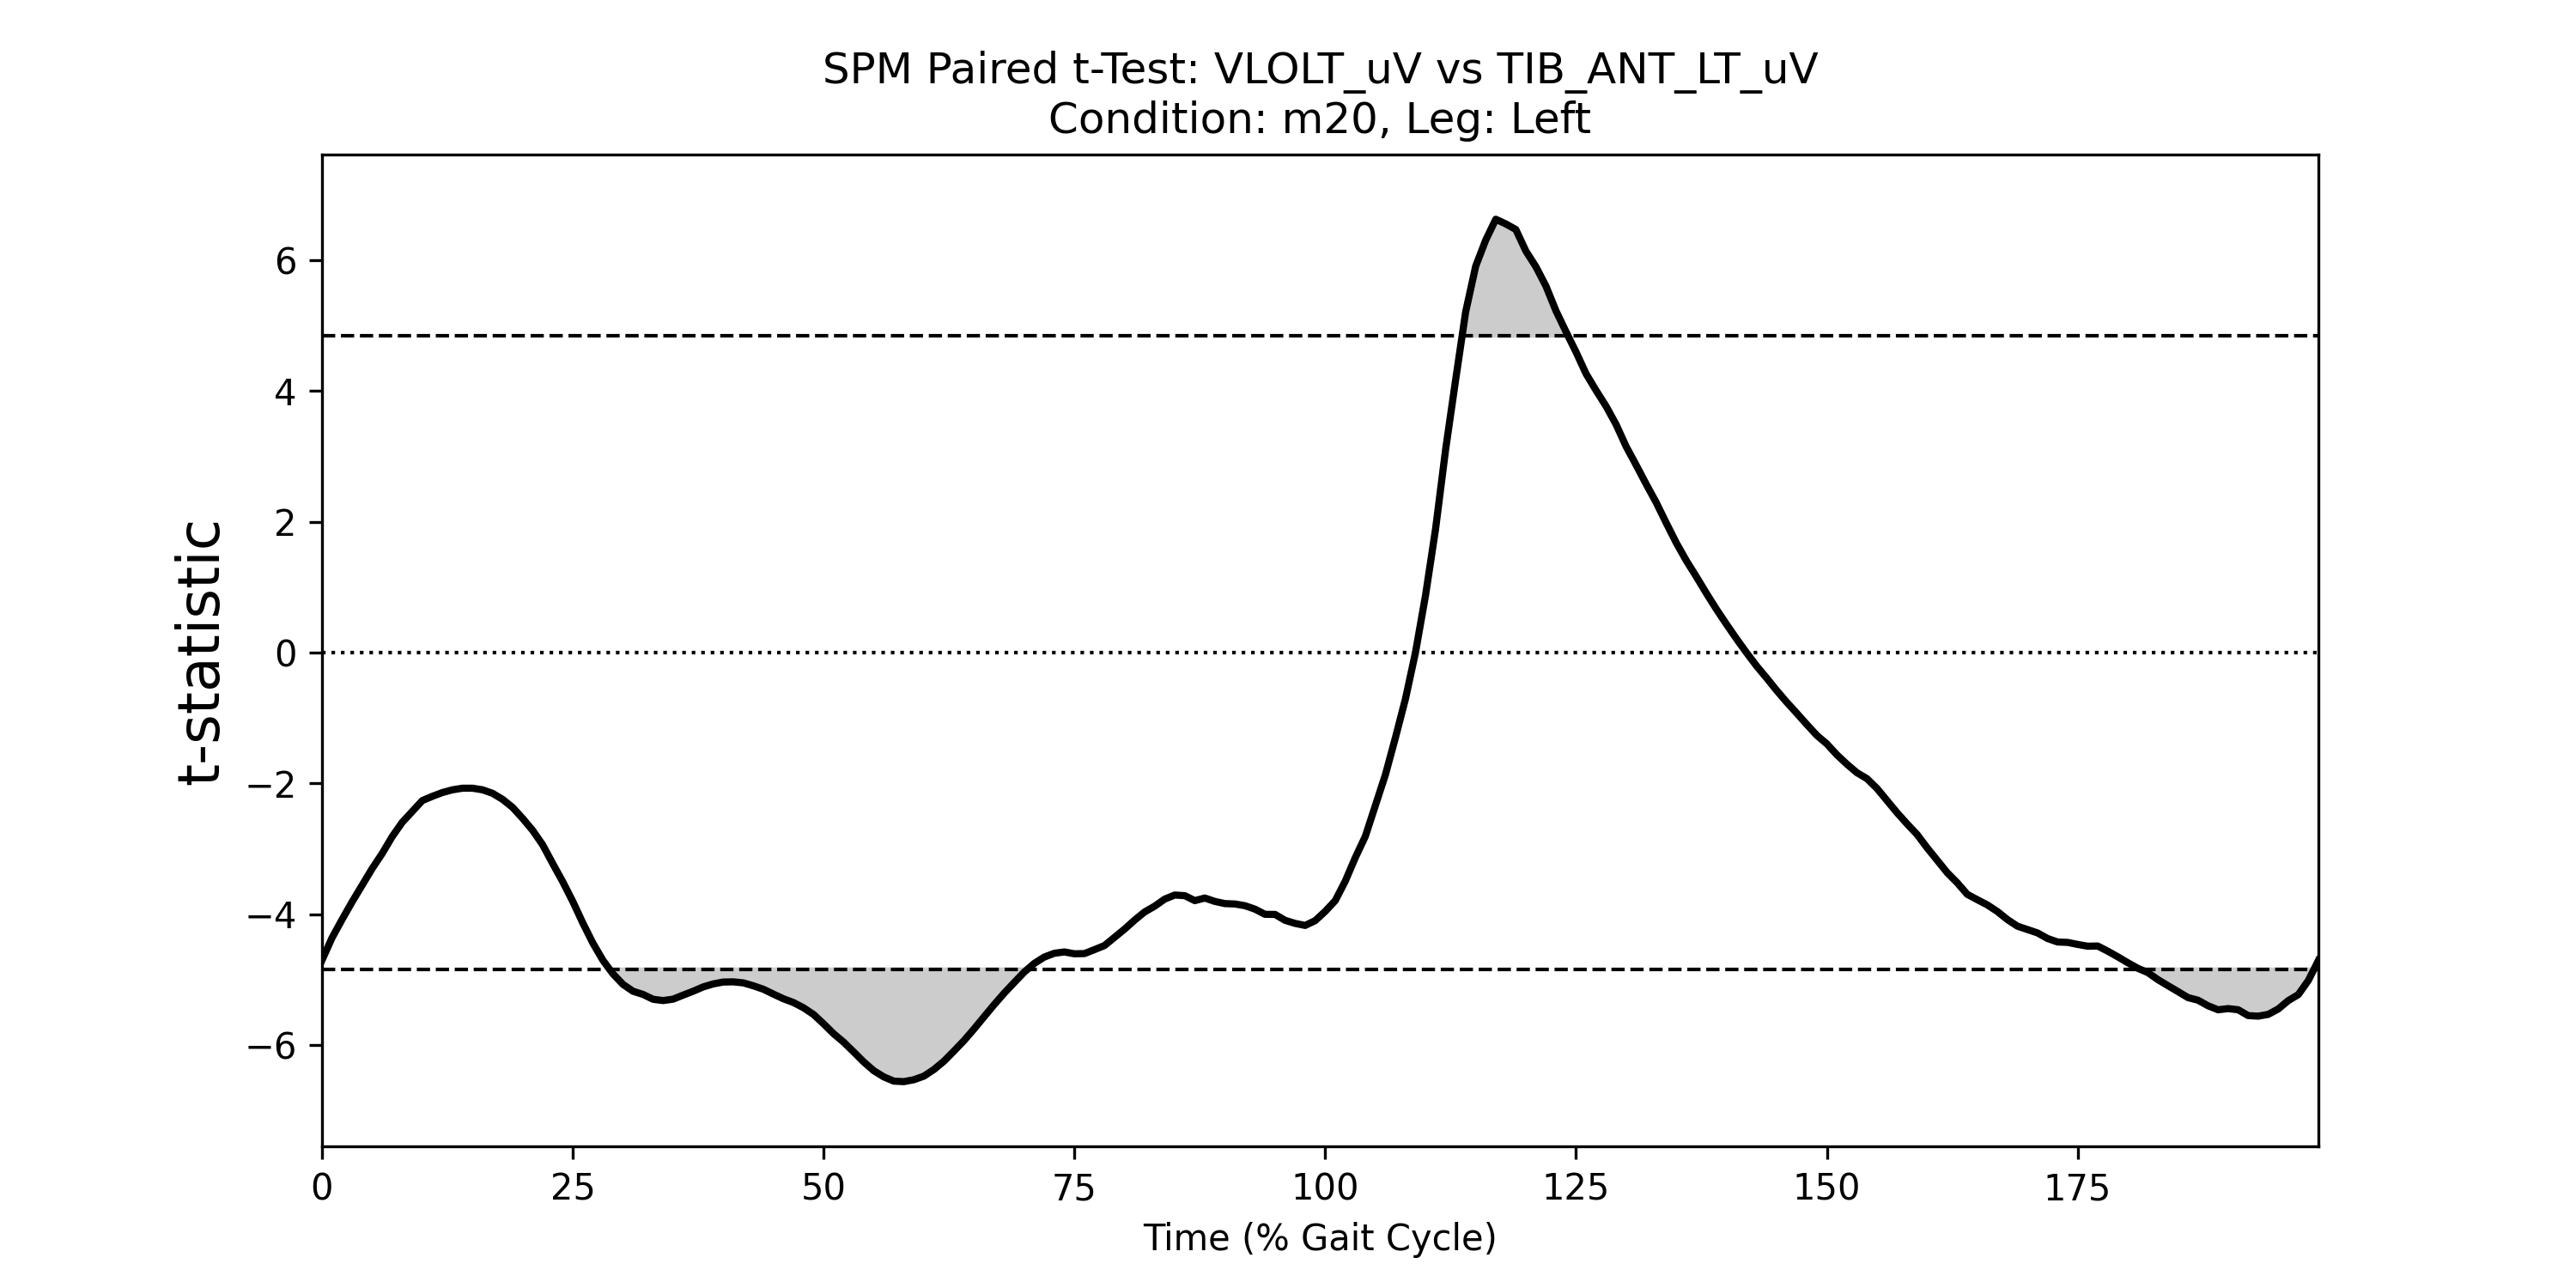 SPM Paired t-Test: VLOLT_uV vs TIB_ANT_LT_uV
Condition: m20, Leg: Left
t-statistic
6
4
2
0
−2
−4
−6
0 25 50 75 100 125 150 175
Time (% Gait Cycle)